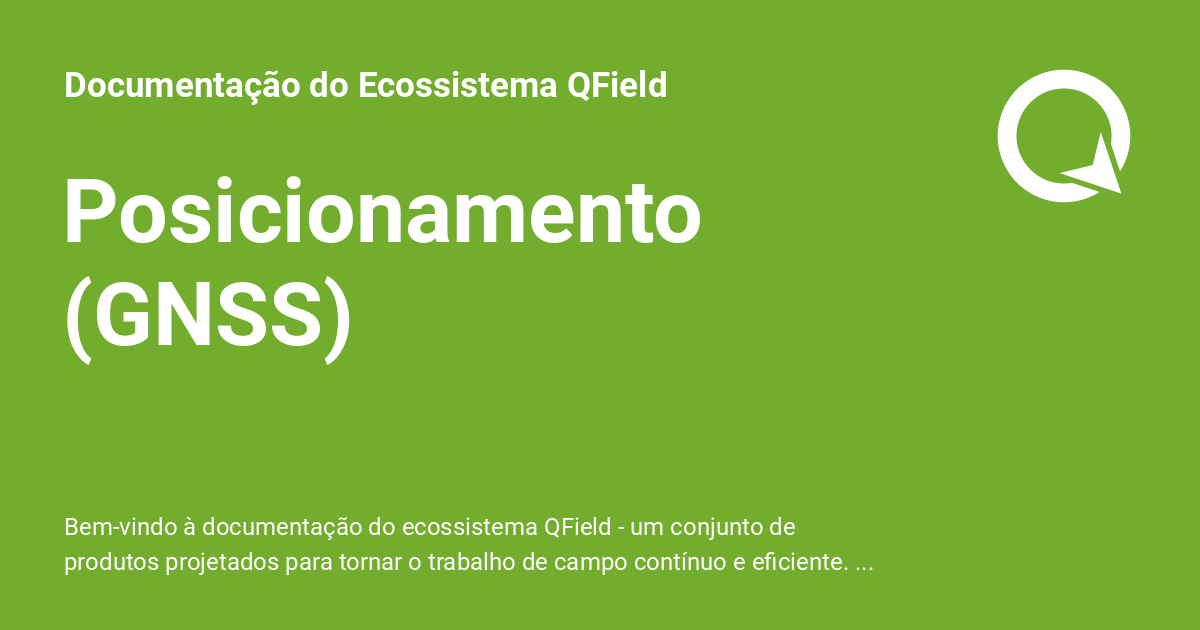 Documentação do Ecossistema QField
Posicionamento
(GNSS)
Bem-vindo à documentação do ecossistema QField - um conjunto de
produtos projetados para tornar o trabalho de campo contínuo e eficiente. ...